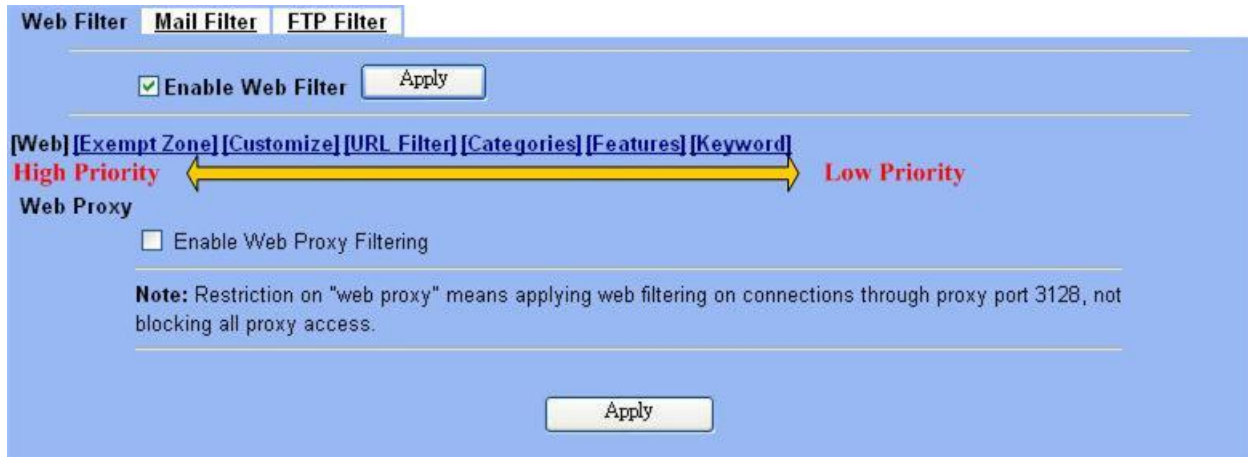 Web Filter Mail Filter FTP Filter
Enable Web Filter Apply
[Web] [Exempt Zone] [Customize] [URL Filter] [Categories] [Features] [Keyword]
High Priority Low Priority
Web Proxy
Enable Web Proxy Filtering
Note: Restriction on "web proxy" means applying web filtering on connections through proxy port 3128, not
blocking all proxy access.
Apply